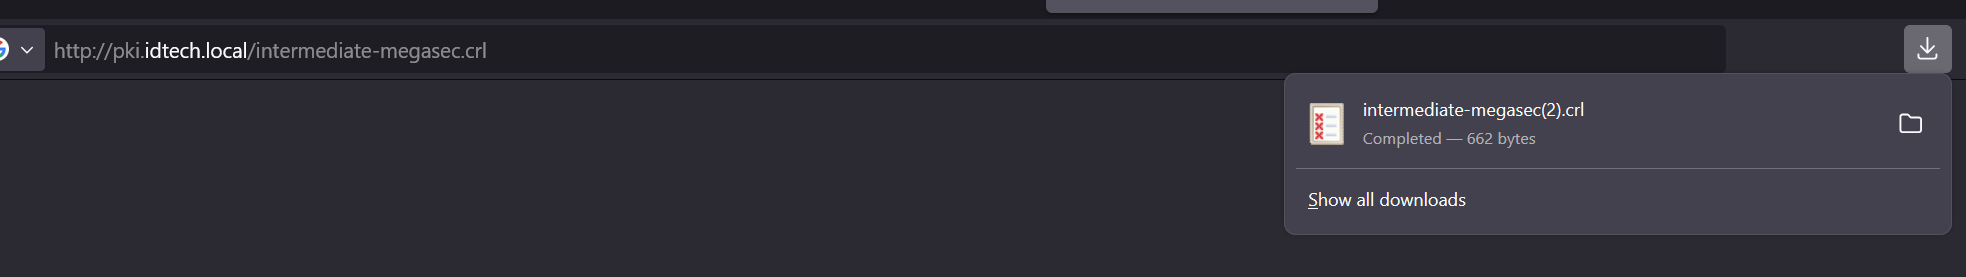 http://pki.idtech.local/intermediate-megasec.crl
intermediate-megasec(2).crl
Completed — 662 bytes
Show all downloads